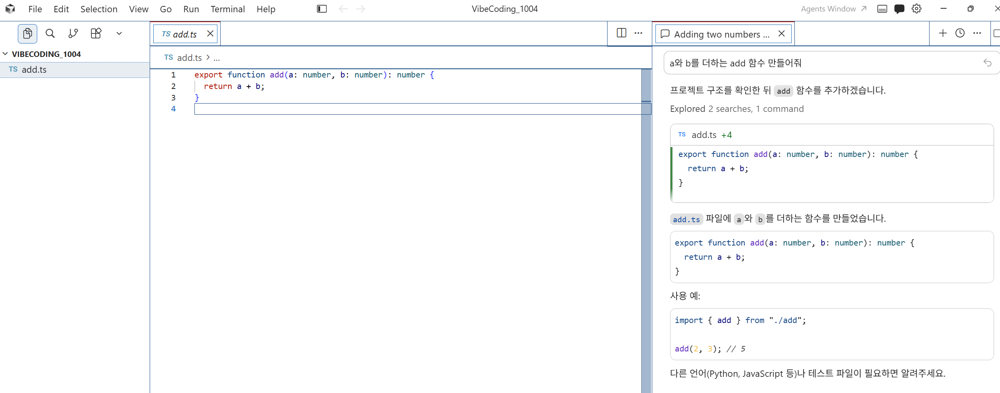 File Edit Selection View Go Run Terminal Help
VibeCoding_1004
Agents Window
VIBECODING_1004
TS add.ts
TS add.ts
TS add.ts > ...
1 export function add(a: number, b: number): number {
2 return a + b;
3 }
4
Adding two numbers ...
a와 b를 더하는 add 함수 만들어줘
프로젝트 구조를 확인한 뒤 add 함수를 추가하겠습니다.
Explored 2 searches, 1 command
TS add.ts +4
export function add(a: number, b: number): number {
return a + b;
}
add.ts 파일에 a와 b를 더하는 함수를 만들었습니다.
export function add(a: number, b: number): number {
return a + b;
}
사용 예:
import { add } from "./add";
add(2, 3); // 5
다른 언어(Python, JavaScript 등)나 테스트 파일이 필요하면 알려주세요.